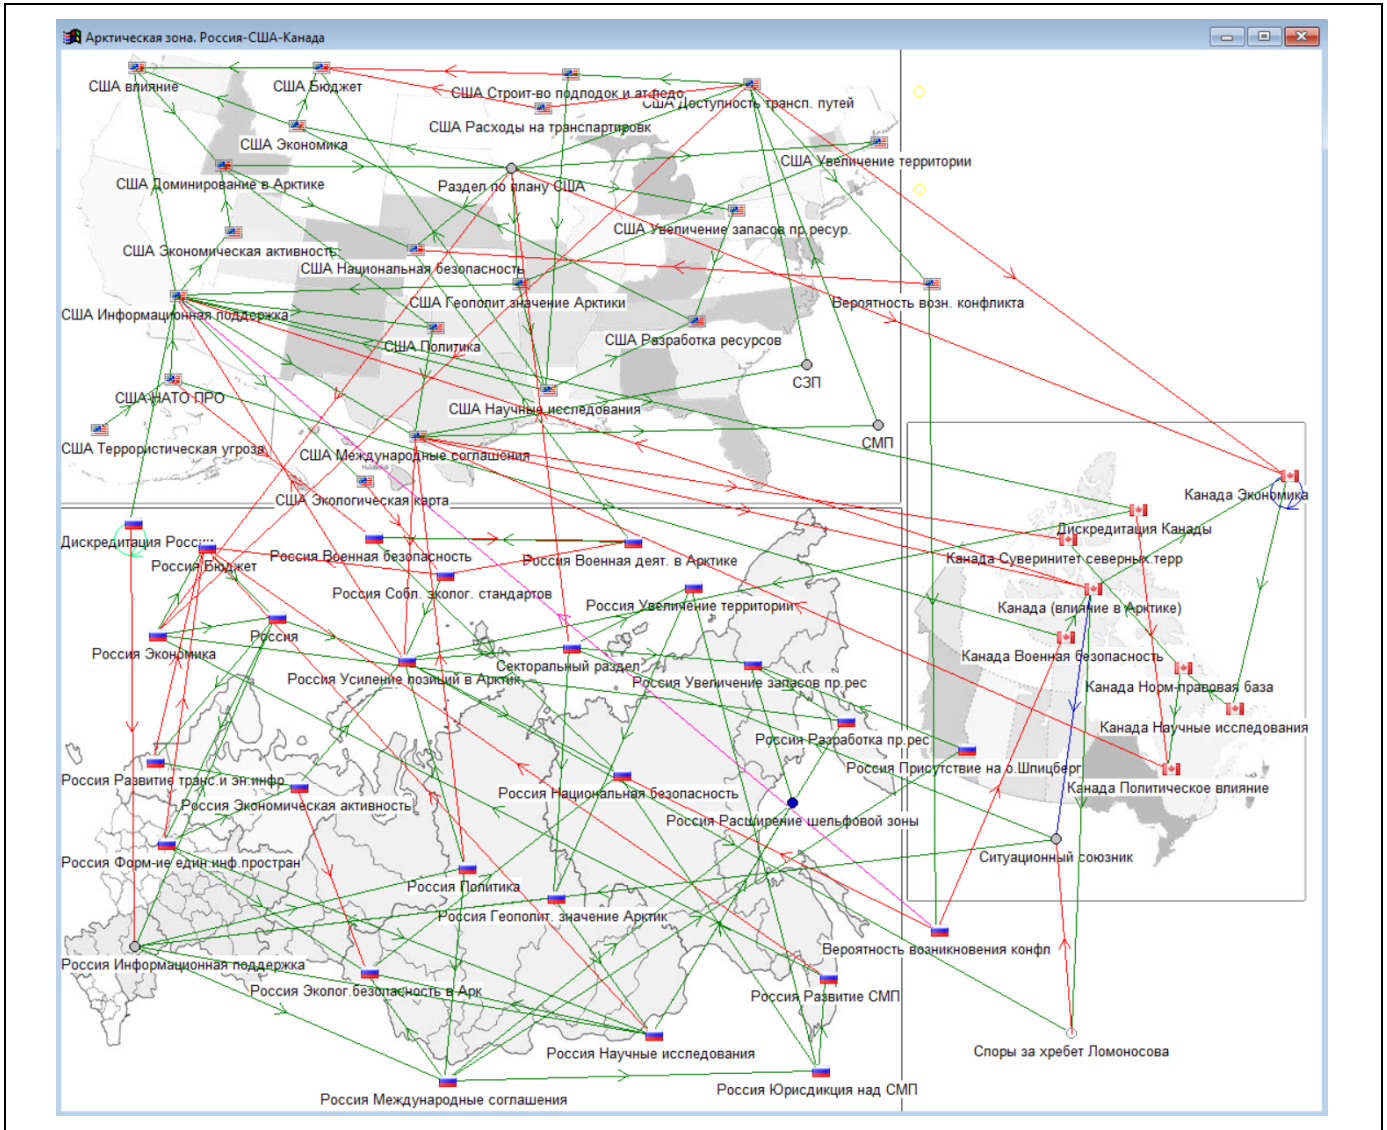 Арктическая зона. Россия-США-Канада
США влияние
США Бюджет
США Строит-во подлодок и ат.ледо
США Доступность трансп. путей
США Расходы на транспартировк
США Экономика
США Увеличение территории
США Доминирование в Арктике
Раздел по плану США
США Увеличение запасов пр.ресур.
США Экономическая активность
США Национальная безопасность
США Геополит.значение Арктики
Вероятность возн. конфликта
США Информационная поддержка
США Политика
США Разработка ресурсов
СЗП
США НАТО ПРО
США Научные исследования
СМП
США Террористическая угроза
США Международные соглашения
США Экологическая карта
Канада Экономика
Дискредитация Канады
Дискредитация России
Россия Военная безопасность
Россия Военная деят. в Арктике
Канада Суверинитет северных.терр
Россия Бюджет
Россия Собл. эколог. стандартов
Россия Увеличение территории
Канада (влияние в Арктике)
Россия
Россия Экономика
Секторальный раздел
Канада Военная безопасность
Россия Усиление позиций в Арктик
Россия Увеличение запасов пр.рес
Канада Норм-правовая база
Канада Научные исследования
Россия Разработка пр.рес
Россия Присутствие на о.Шпицберг
Россия Развитие транс.и эн.инфр
Россия Национальная безопасность
Канада Политическое влияние
Россия Экономическая активность
Россия Расширение шельфовой зоны
Россия Форм-ие един.инф.простран
Ситуационный союзник
Россия Политика
Россия Геополит. значение Арктик
Вероятность возникновения конфл
Россия Информационная поддержка
Россия Эколог.безопасность в Арк
Россия Развитие СМП
Россия Научные исследования
Споры за хребет Ломоносова
Россия Юрисдикция над СМП
Россия Международные соглашения